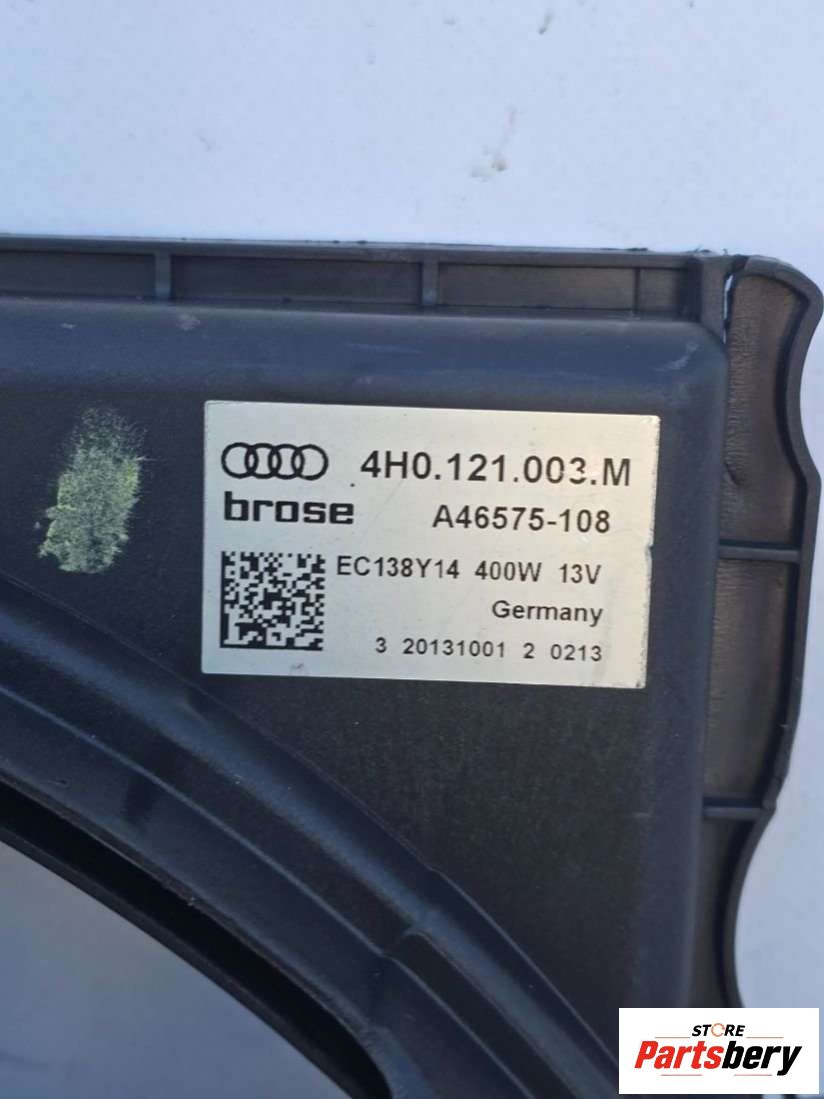 4H0.121.003.M
brose A46575-108
EC138Y14 400W 13V
Germany
3 20131001 2 0213
STORE
Partsbery